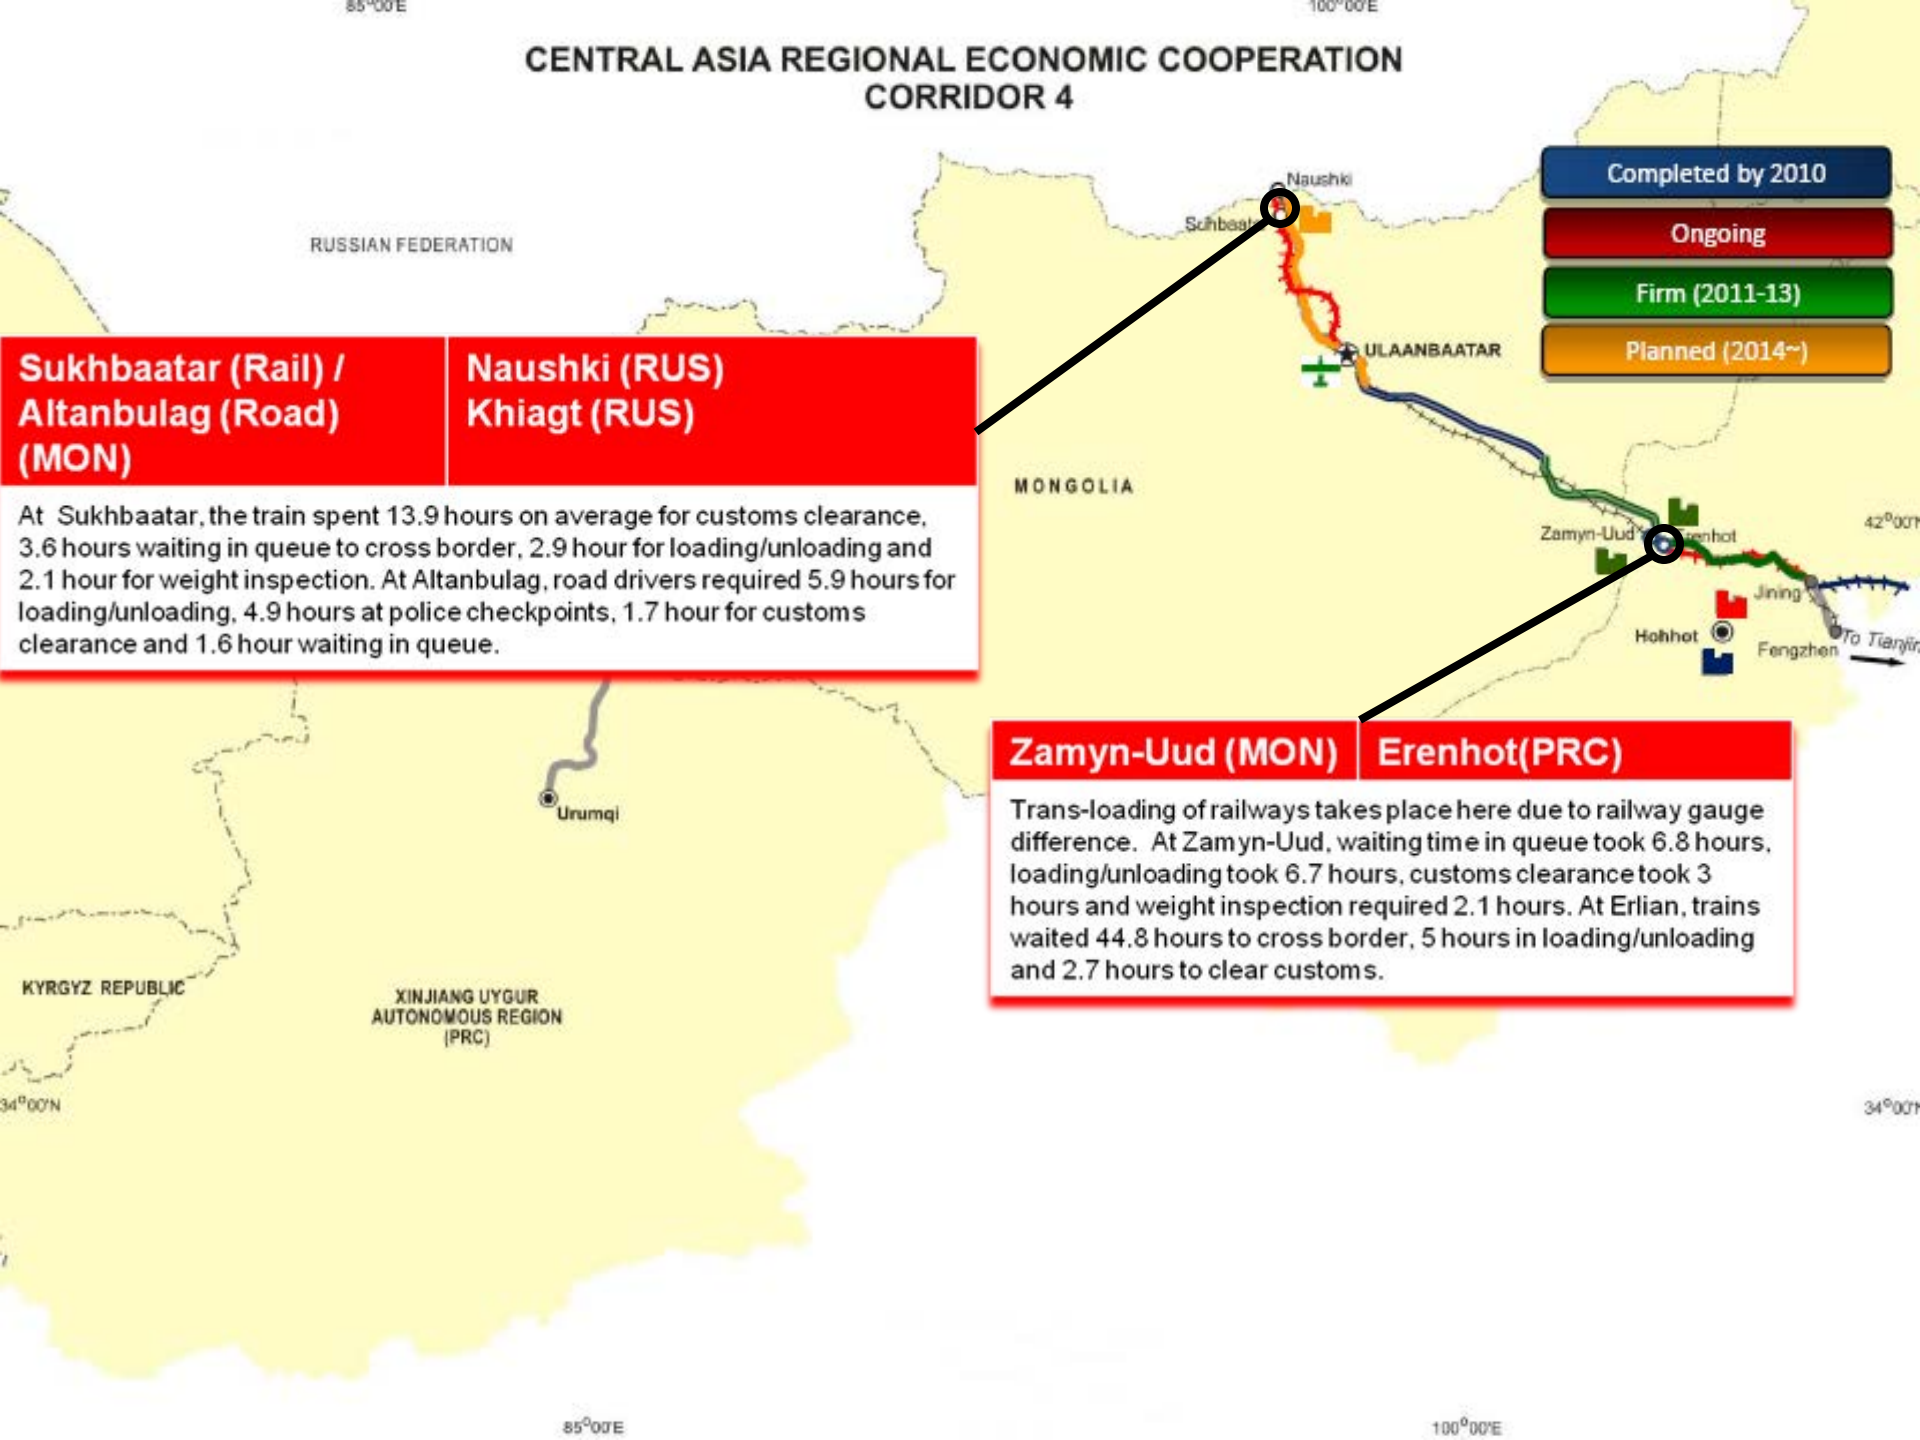 85°00'E
100°00'E
CENTRAL ASIA REGIONAL ECONOMIC COOPERATION
CORRIDOR 4
Completed by 2010
Ongoing
Firm (2011-13)
Planned (2014~)
Naushki
RUSSIAN FEDERATION
ULAANBAATAR
Sukhbaatar (Rail) /
Altanbulag (Road)
(MON)
Naushki (RUS)
Khiagt (RUS)
At Sukhbaatar, the train spent 13.9 hours on average for customs clearance,
3.6 hours waiting in queue to cross border, 2.9 hour for loading/unloading and
2.1 hour for weight inspection. At Altanbulag, road drivers required 5.9 hours for
loading/unloading, 4.9 hours at police checkpoints, 1.7 hour for customs
clearance and 1.6 hour waiting in queue.
MONGOLIA
42°00'N
Zamyn-Uud
Erenhot
Jining
Hohhot
Fengzhen
To Tianjin
Zamyn-Uud (MON)
Erenhot(PRC)
Trans-loading of railways takes place here due to railway gauge
difference. At Zamyn-Uud, waiting time in queue took 6.8 hours,
loading/unloading took 6.7 hours, customs clearance took 3
hours and weight inspection required 2.1 hours. At Erlian, trains
waited 44.8 hours to cross border, 5 hours in loading/unloading
and 2.7 hours to clear customs.
Urumqi
KYRGYZ REPUBLIC
XINJIANG UYGUR
AUTONOMOUS REGION
(PRC)
34°00'N
34°00'N
85°00'E
100°00'E